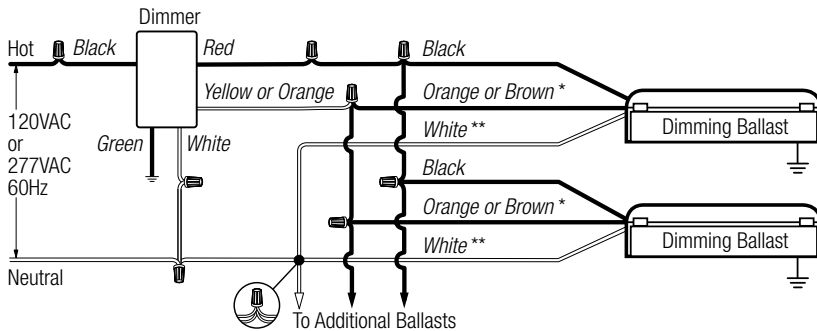 Dimmer
Hot
Black
Red
Black
Yellow or Orange
Orange or Brown *
120VAC
or
277VAC
60Hz
Green
White
White **
Dimming Ballast
Black
Orange or Brown *
White **
Dimming Ballast
Neutral
To Additional Ballasts